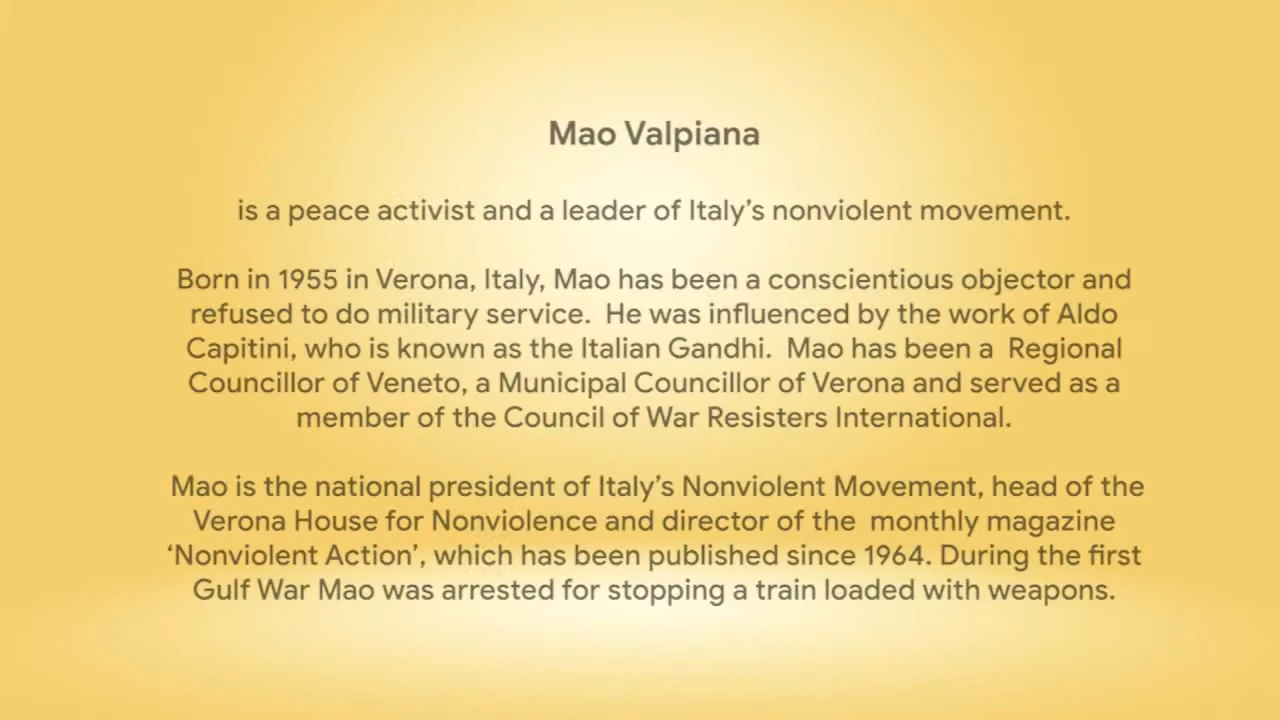 Mao Valpiana
is a peace activist and a leader of Italy’s nonviolent movement.
Born in 1955 in Verona, Italy, Mao has been a conscientious objector and
refused to do military service.  He was influenced by the work of Aldo
Capitini, who is known as the Italian Gandhi.  Mao has been a  Regional
Councillor of Veneto, a Municipal Councillor of Verona and served as a
member of the Council of War Resisters International.
Mao is the national president of Italy’s Nonviolent Movement, head of the
Verona House for Nonviolence and director of the  monthly magazine
‘Nonviolent Action’, which has been published since 1964. During the first
Gulf War Mao was arrested for stopping a train loaded with weapons.